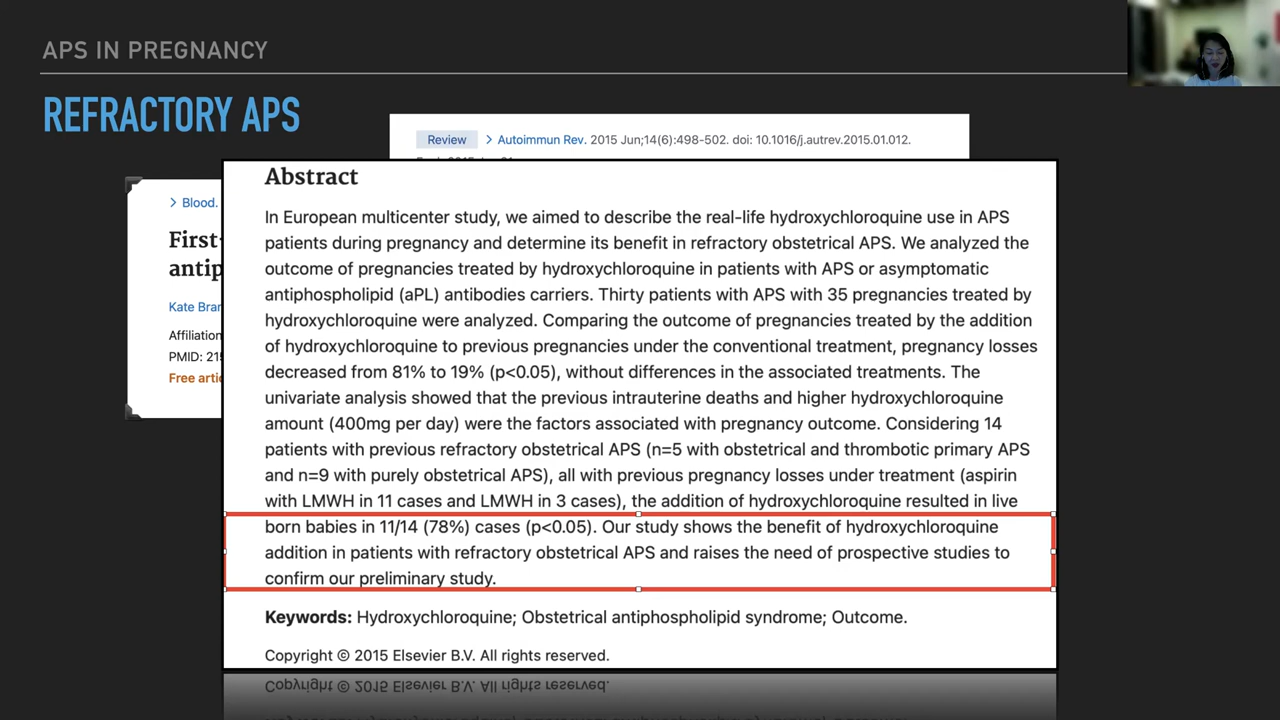 APS IN PREGNANCY
REFRACTORY APS
Review > Autoimmun Rev. 2015 Jun;14(6):498-502. doi: 10.1016/j.autrev.2015.01.012.
> Blood.
First-
antip
Kate Bran
Affiliation
PMID: 215
Free artic
Abstract
In European multicenter study, we aimed to describe the real-life hydroxychloroquine use in APS
patients during pregnancy and determine its benefit in refractory obstetrical APS. We analyzed the
outcome of pregnancies treated by hydroxychloroquine in patients with APS or asymptomatic
antiphospholipid (aPL) antibodies carriers. Thirty patients with APS with 35 pregnancies treated by
hydroxychloroquine were analyzed. Comparing the outcome of pregnancies treated by the addition
of hydroxychloroquine to previous pregnancies under the conventional treatment, pregnancy losses
decreased from 81% to 19% (p<0.05), without differences in the associated treatments. The
univariate analysis showed that the previous intrauterine deaths and higher hydroxychloroquine
amount (400mg per day) were the factors associated with pregnancy outcome. Considering 14
patients with previous refractory obstetrical APS (n=5 with obstetrical and thrombotic primary APS
and n=9 with purely obstetrical APS), all with previous pregnancy losses under treatment (aspirin
with LMWH in 11 cases and LMWH in 3 cases), the addition of hydroxychloroquine resulted in live
born babies in 11/14 (78%) cases (p<0.05). Our study shows the benefit of hydroxychloroquine
addition in patients with refractory obstetrical APS and raises the need of prospective studies to
confirm our preliminary study.
Keywords: Hydroxychloroquine; Obstetrical antiphospholipid syndrome; Outcome.
Copyright © 2015 Elsevier B.V. All rights reserved.